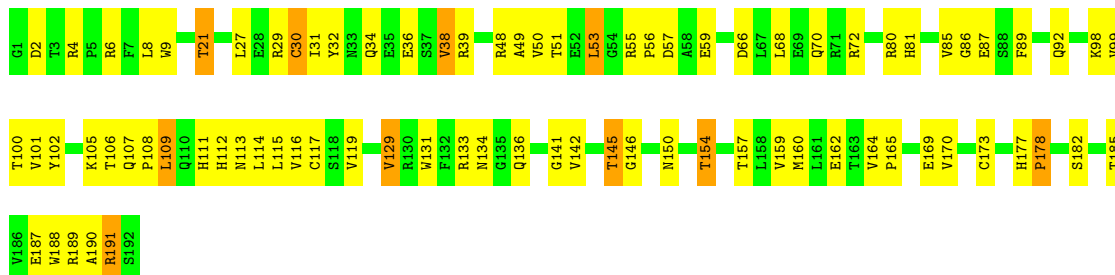 G1 D2 T3 R4 P5 R6 F7 L8 W9 T21 L27 E28 R29 C30 I31 Y32 N33 Q34 E35 E36 S37 V38 R39 R48 A49 V50 T51 E52 L53 G54 R55 P56 D57 A58 E59 D66 L67 L68 E69 Q70 R71 R72 R80 H81 V85 G86 E87 S88 F89 Q92 K98 V99
T100 V101 Y102 K105 T106 Q107 P108 L109 Q110 H111 H112 N113 L114 L115 V116 C117 S118 V119 V129 R130 W131 F132 R133 N134 G135 Q136 G141 V142 T145 G146 N150 T154 T157 L158 V159 M160 L161 E162 T163 V164 P165 E169 V170 C173 H177 P178 S182 T185
V186 E187 W188 R189 A190 R191 S192